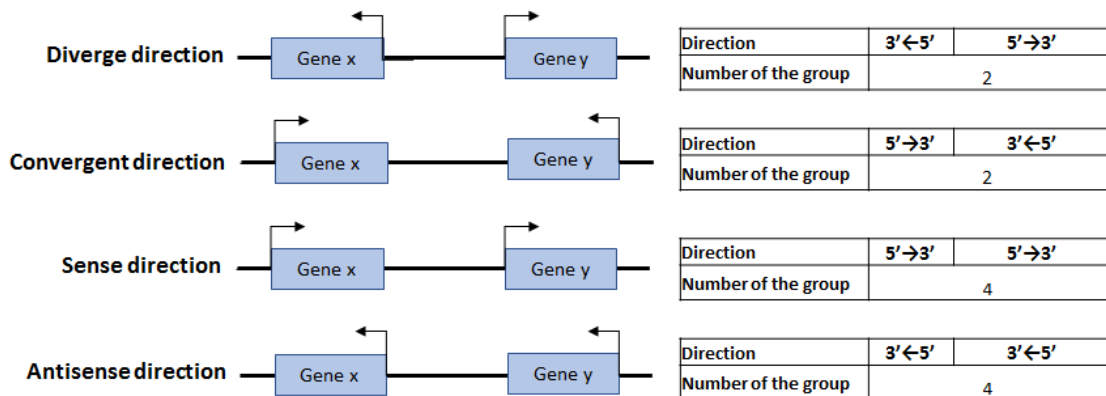 Diverge direction
Gene x
Gene y
Direction 3’←5’ 5’→3’
Number of the group 2
Convergent direction
Gene x
Gene y
Direction 5’→3’ 3’←5’
Number of the group 2
Sense direction
Gene x
Gene y
Direction 5’→3’ 5’→3’
Number of the group 4
Antisense direction
Gene x
Gene y
Direction 3’←5’ 3’←5’
Number of the group 4